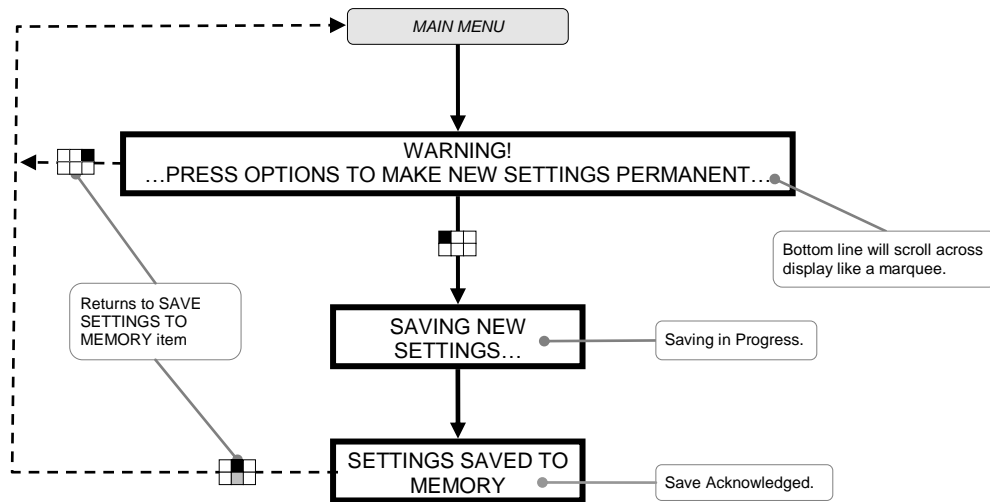 MAIN MENU
WARNING!
…PRESS OPTIONS TO MAKE NEW SETTINGS PERMANENT…
Bottom line will scroll across
display like a marquee.
Returns to SAVE
SETTINGS TO
MEMORY item
SAVING NEW
SETTINGS…
Saving in Progress.
SETTINGS SAVED TO
MEMORY
Save Acknowledged.